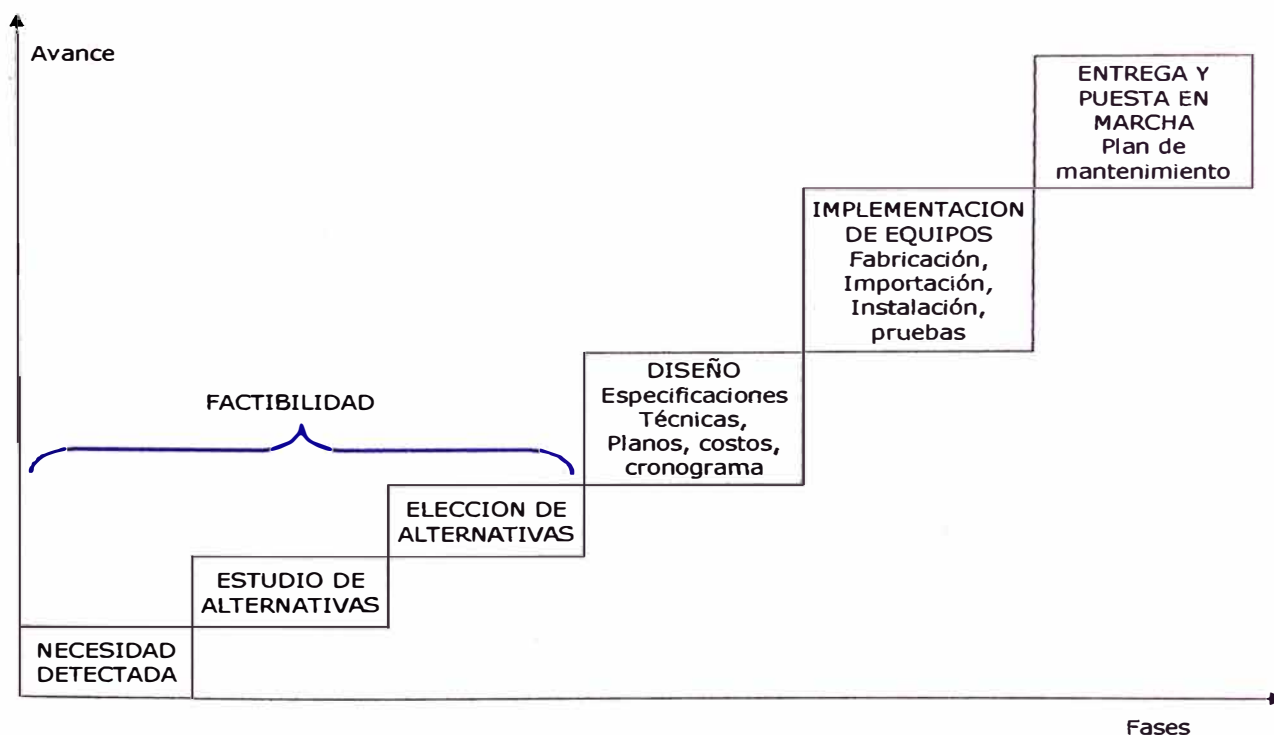 Avance
ENTREGA Y
PUESTA EN
MARCHA
Plan de
mantenimiento
IMPLEMENTACION
DE EQUIPOS
Fabricación,
Importación,
Instalación,
pruebas
DISEÑO
Especificaciones
Técnicas,
Planos, costos,
cronograma
FACTIBILIDAD
ELECCION DE
ALTERNATIVAS
ESTUDIO DE
ALTERNATIVAS
NECESIDAD
DETECTADA
Fases